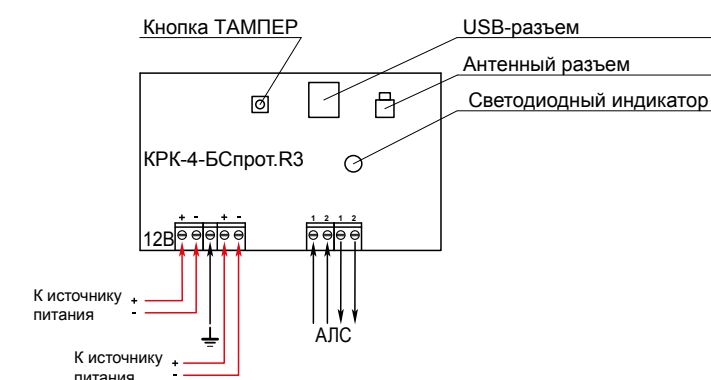 Кнопка ТАМПЕР
USB-разъем
Антенный разъем
Светодиодный индикатор
КРК-4-БСпрот.R3
+ - + -
1 2 1 2
12В
К источнику +
питания -
АЛС
К источнику +
питания -